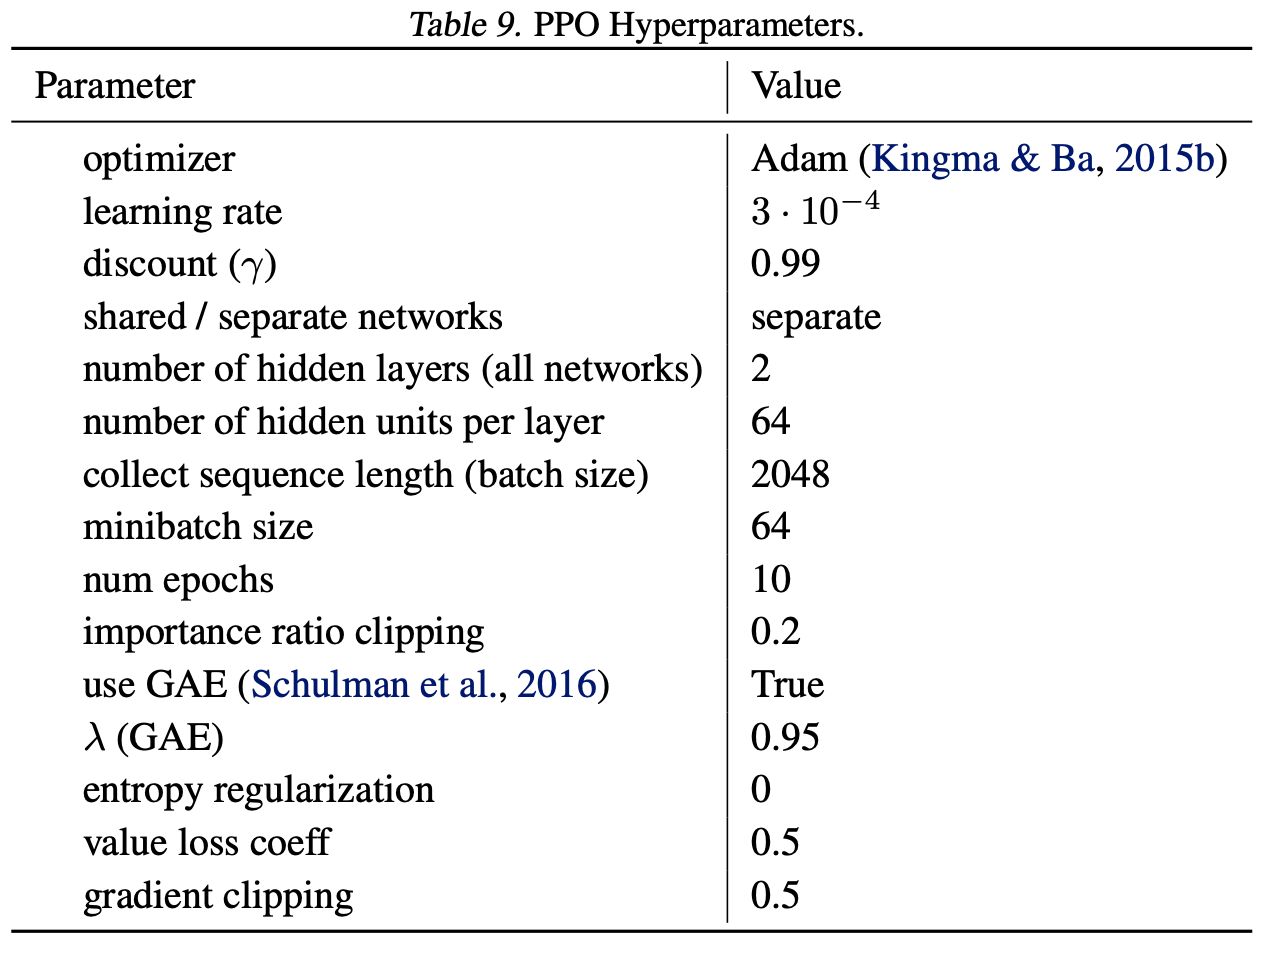 Table 9. PPO Hyperparameters.
Parameter Value
optimizer Adam (Kingma & Ba, 2015b)
learning rate 3 · 10⁻⁴
discount (γ) 0.99
shared / separate networks separate
number of hidden layers (all networks) 2
number of hidden units per layer 64
collect sequence length (batch size) 2048
minibatch size 64
num epochs 10
importance ratio clipping 0.2
use GAE (Schulman et al., 2016) True
λ (GAE) 0.95
entropy regularization 0
value loss coeff 0.5
gradient clipping 0.5